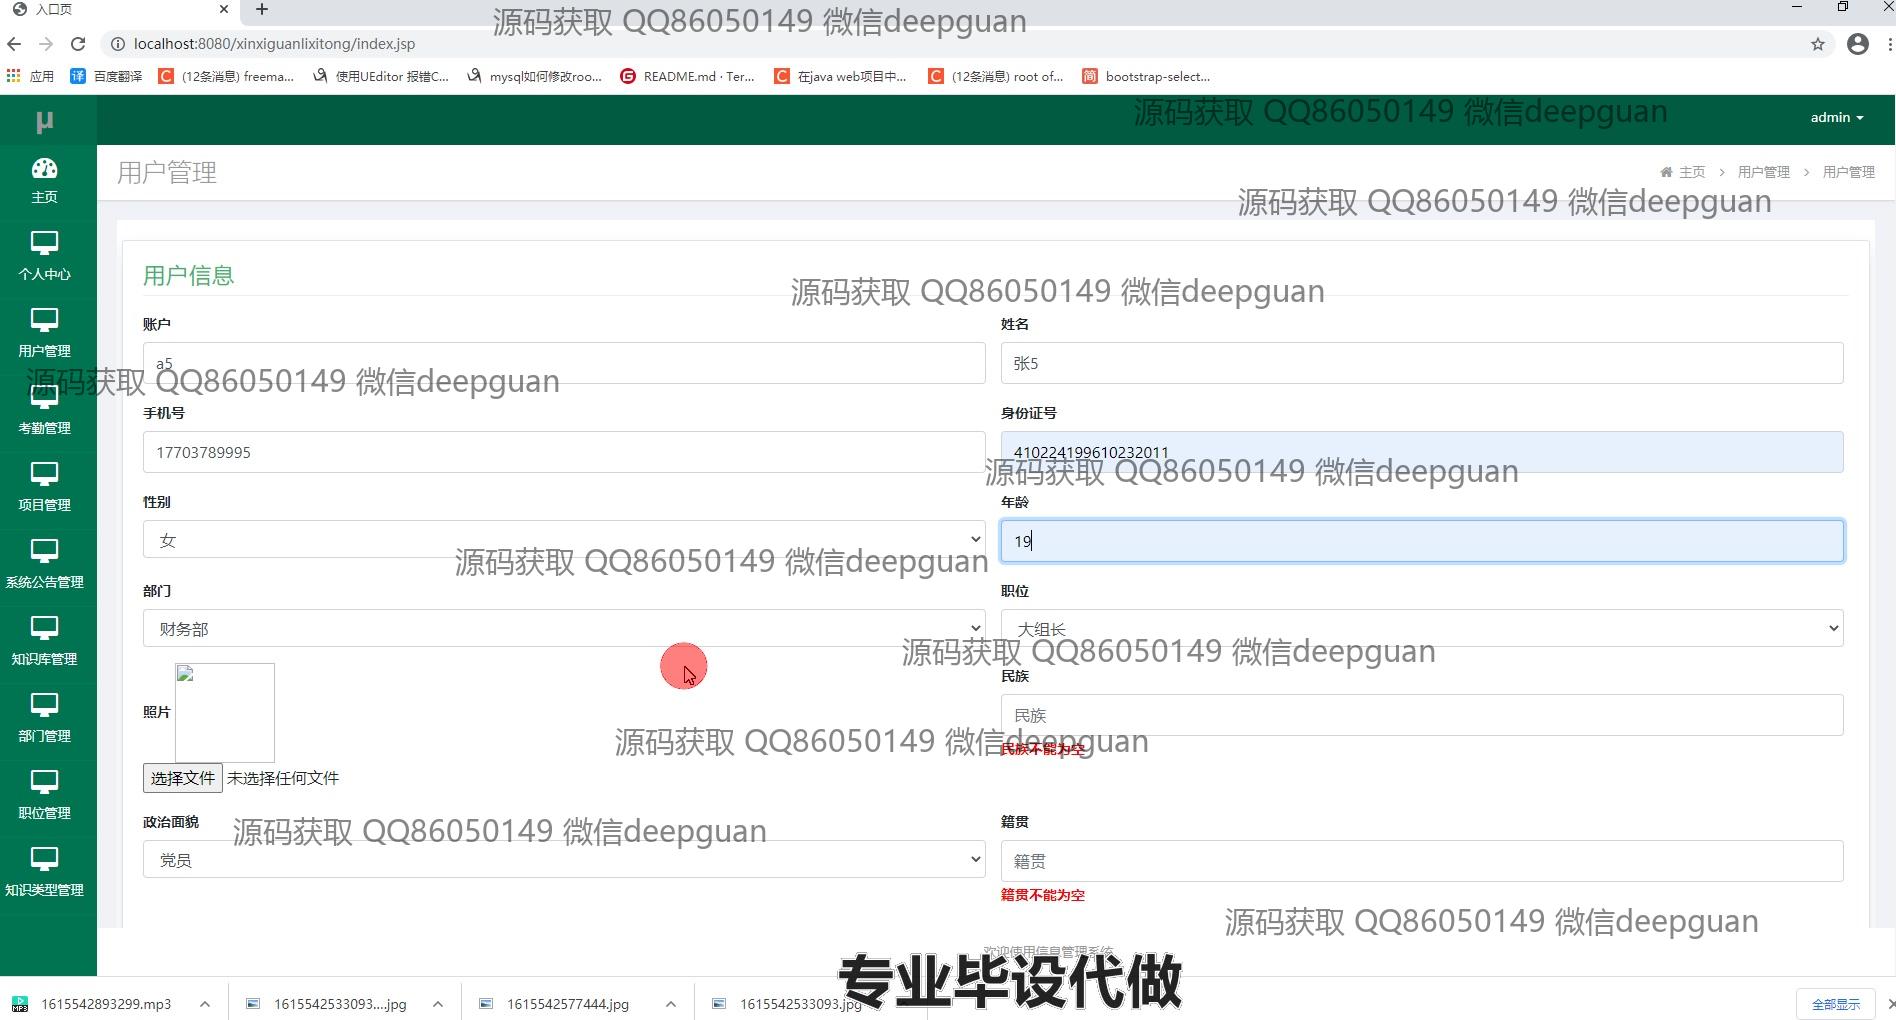 入口页
源码获取 QQ86050149 微信deepguan
localhost:8080/xinxiguanlixitong/index.jsp
应用
百度翻译
(12条消息) freema...
使用UEditor 报错C...
mysql如何修改roo...
README.md · Ter...
在java web项目中...
(12条消息) root of...
bootstrap-select...
μ
源码获取 QQ86050149 微信deepguan
admin
主页
用户管理
主页
用户管理
用户管理
源码获取 QQ86050149 微信deepguan
个人中心
用户信息
源码获取 QQ86050149 微信deepguan
账户
姓名
用户管理
a5
张5
源码获取 QQ86050149 微信deepguan
手机号
身份证号
考勤管理
17703789995
410224199610232011
源码获取 QQ86050149 微信deepguan
性别
年龄
项目管理
女
19
源码获取 QQ86050149 微信deepguan
系统公告管理
部门
职位
财务部
大组长
源码获取 QQ86050149 微信deepguan
知识库管理
照片
民族
民族
源码获取 QQ86050149 微信deepguan
民族不能为空
部门管理
选择文件
未选择任何文件
职位管理
政治面貌
源码获取 QQ86050149 微信deepguan
籍贯
党员
籍贯
知识类型管理
籍贯不能为空
源码获取 QQ86050149 微信deepguan
欢迎使用信息管理系统
专业毕设代做
MP3
1615542893299.mp3
1615542533093....jpg
1615542577444.jpg
1615542533093.jpg
全部显示